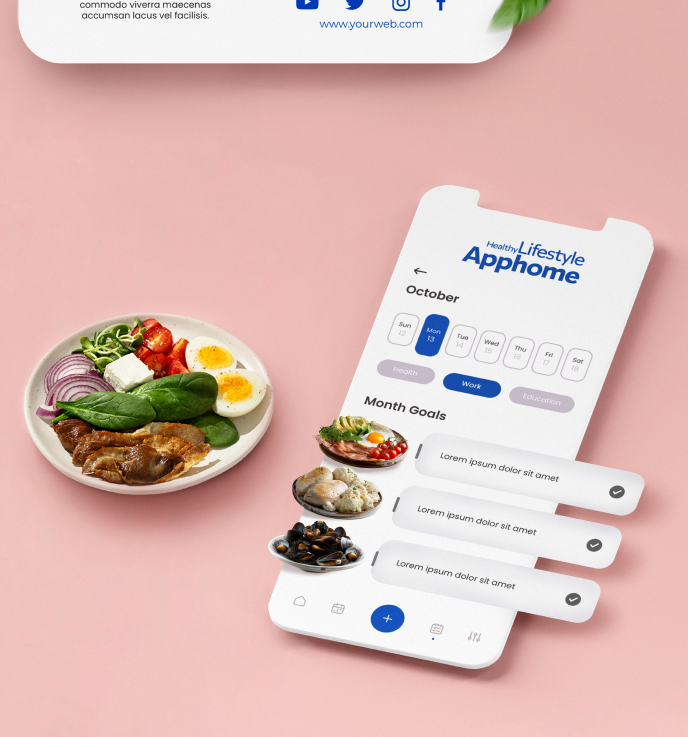 commodo viverra maecenas
accumsan lacus vel facilisis.
www.yourweb.com
Healthy Lifestyle
Apphome
October
Sun Mon Tue Wed Thu Fri Sat
12 13 14 15 16 17 18
Health Work Education
Month Goals
Lorem ipsum dolor sit amet
Lorem ipsum dolor sit amet
Lorem ipsum dolor sit amet